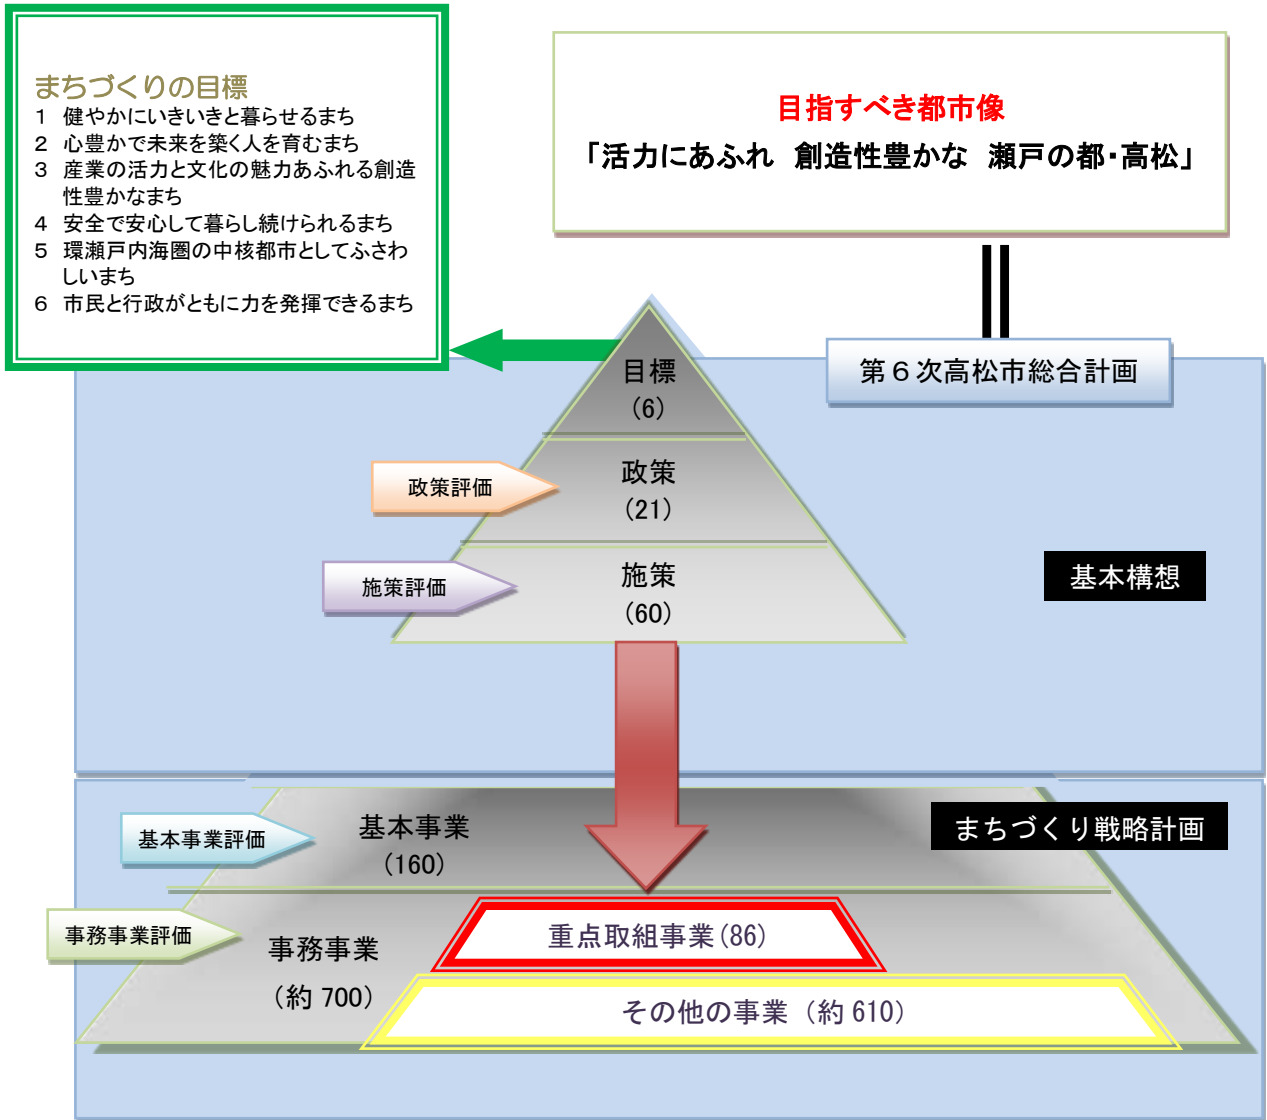 まちづくりの目標
1 健やかにいきいきと暮らせるまち
2 心豊かで未来を築く人を育むまち
3 産業の活力と文化の魅力あふれる創造
性豊かなまち
4 安全で安心して暮らし続けられるまち
5 環瀬戸内海圏の中核都市としてふさわ
しいまち
6 市民と行政がともに力を発揮できるまち
目指すべき都市像
「活力にあふれ 創造性豊かな 瀬戸の都・高松」
第６次高松市総合計画
目標
(6)
政策
(21)
政策評価
施策
(60)
施策評価
基本構想
まちづくり戦略計画
基本事業
(160)
基本事業評価
事務事業評価
事務事業
(約 700)
重点取組事業(86)
その他の事業 (約 610)